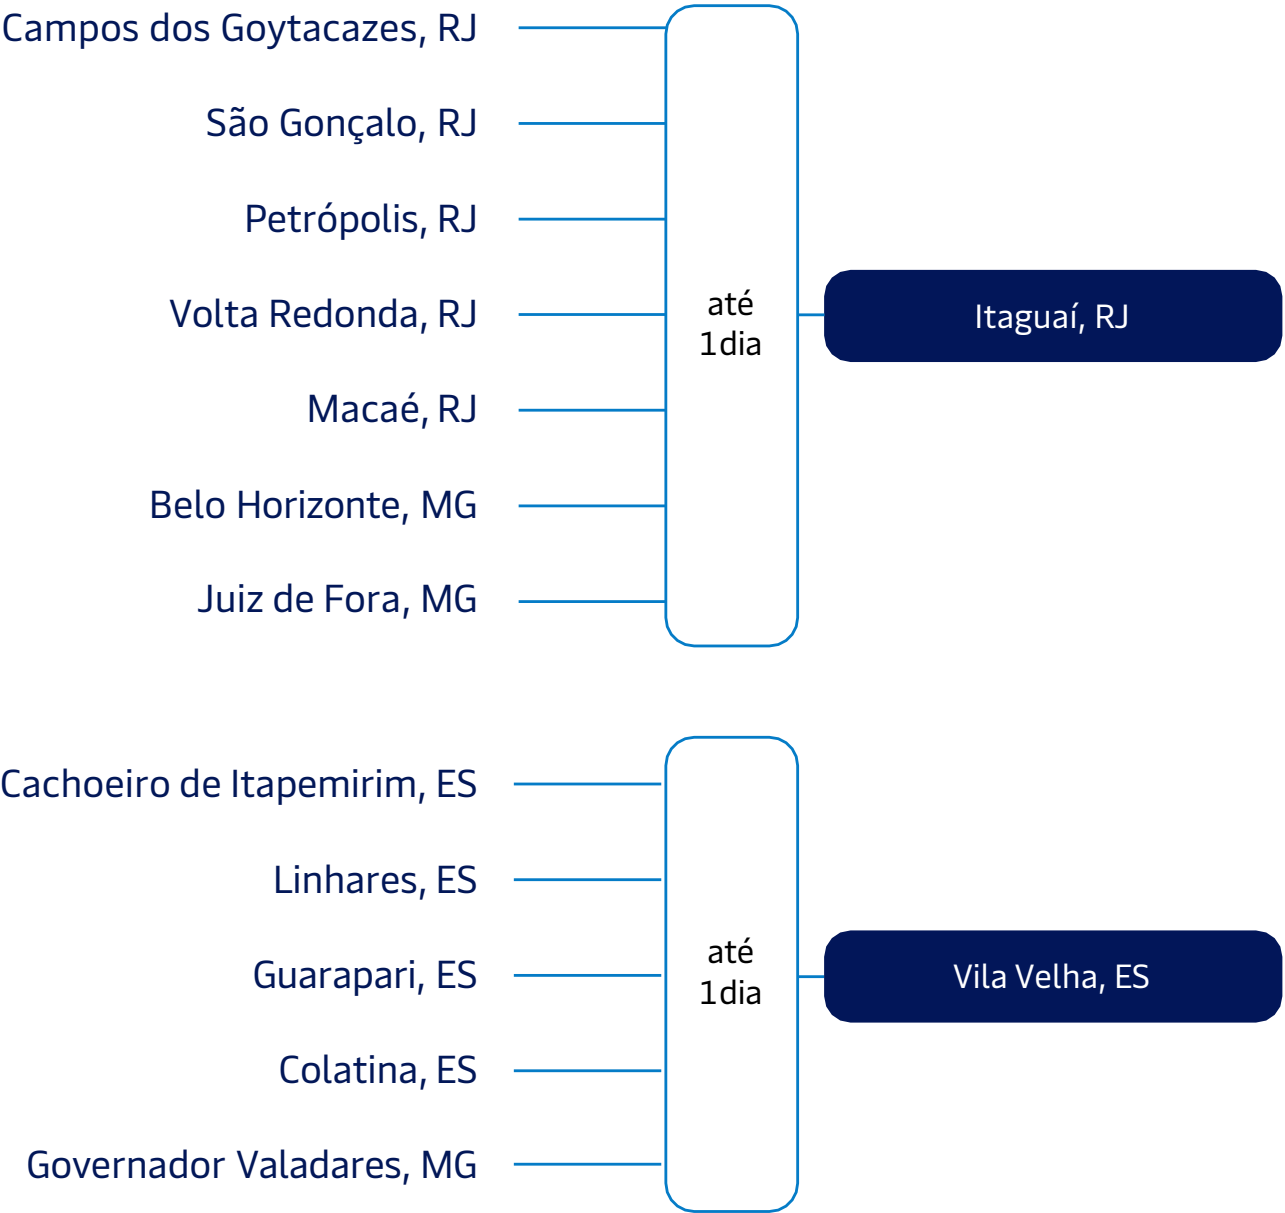 Campos dos Goytacazes, RJ
São Gonçalo, RJ
Petrópolis, RJ
Volta Redonda, RJ
Macaé, RJ
Belo Horizonte, MG
Juiz de Fora, MG
até
1dia
Itaguaí, RJ
Cachoeiro de Itapemirim, ES
Linhares, ES
Guarapari, ES
Colatina, ES
Governador Valadares, MG
até
1dia
Vila Velha, ES